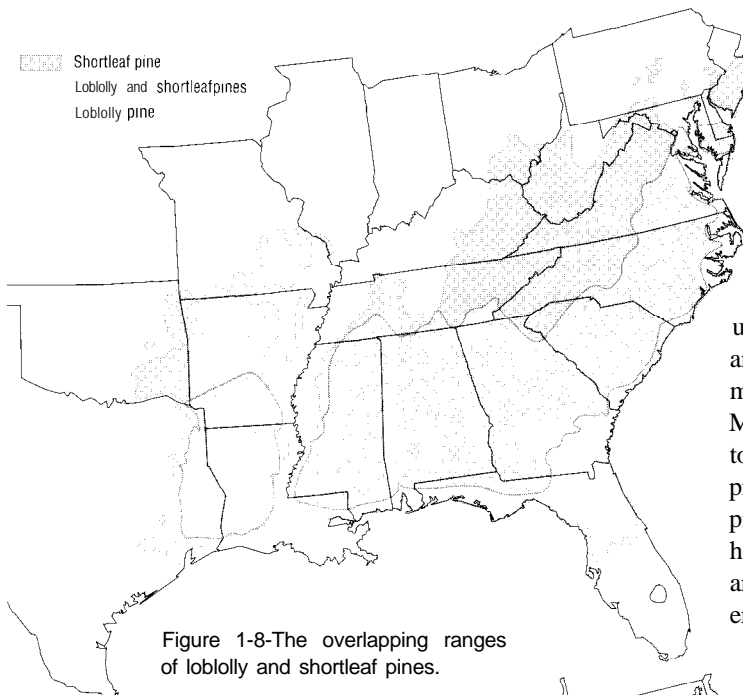 Shortleaf pine
Loblolly and shortleafpines
Loblolly pine
Figure 1-8-The overlapping ranges
of loblolly and shortleaf pines.